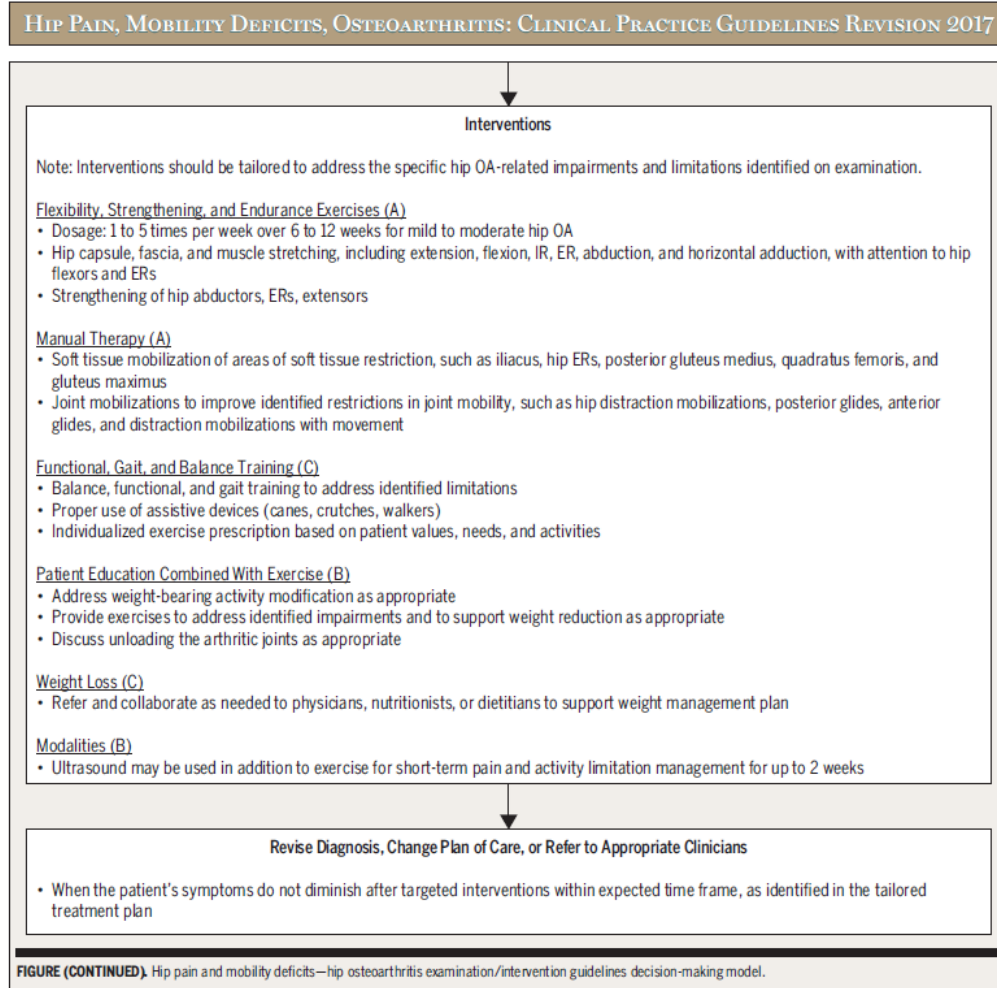 HIP PAIN, MOBILITY DEFICITS, OSTEOARTHRITIS: CLINICAL PRACTICE GUIDELINES REVISION 2017
Interventions
Note: Interventions should be tailored to address the specific hip OA-related impairments and limitations identified on examination.
Flexibility, Strengthening, and Endurance Exercises (A)
• Dosage: 1 to 5 times per week over 6 to 12 weeks for mild to moderate hip OA
• Hip capsule, fascia, and muscle stretching, including extension, flexion, IR, ER, abduction, and horizontal adduction, with attention to hip
flexors and ERs
• Strengthening of hip abductors, ERs, extensors
Manual Therapy (A)
• Soft tissue mobilization of areas of soft tissue restriction, such as iliacus, hip ERs, posterior gluteus medius, quadratus femoris, and
gluteus maximus
• Joint mobilizations to improve identified restrictions in joint mobility, such as hip distraction mobilizations, posterior glides, anterior
glides, and distraction mobilizations with movement
Functional, Gait, and Balance Training (C)
• Balance, functional, and gait training to address identified limitations
• Proper use of assistive devices (canes, crutches, walkers)
• Individualized exercise prescription based on patient values, needs, and activities
Patient Education Combined With Exercise (B)
• Address weight-bearing activity modification as appropriate
• Provide exercises to address identified impairments and to support weight reduction as appropriate
• Discuss unloading the arthritic joints as appropriate
Weight Loss (C)
• Refer and collaborate as needed to physicians, nutritionists, or dietitians to support weight management plan
Modalities (B)
• Ultrasound may be used in addition to exercise for short-term pain and activity limitation management for up to 2 weeks
Revise Diagnosis, Change Plan of Care, or Refer to Appropriate Clinicians
• When the patient's symptoms do not diminish after targeted interventions within expected time frame, as identified in the tailored
treatment plan
FIGURE (CONTINUED). Hip pain and mobility deficits—hip osteoarthritis examination/intervention guidelines decision-making model.